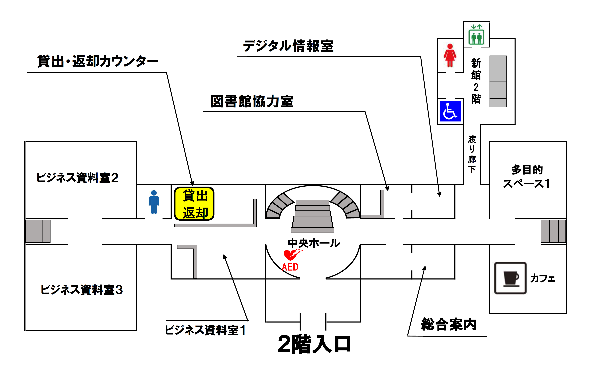 デジタル情報室
貸出・返却カウンター
図書館協力室
新館2階
渡り廊下
ビジネス資料室2
貸出
返却
多目的
スペース1
中央ホール
AED
カフェ
ビジネス資料室3
ビジネス資料室1
総合案内
2階入口